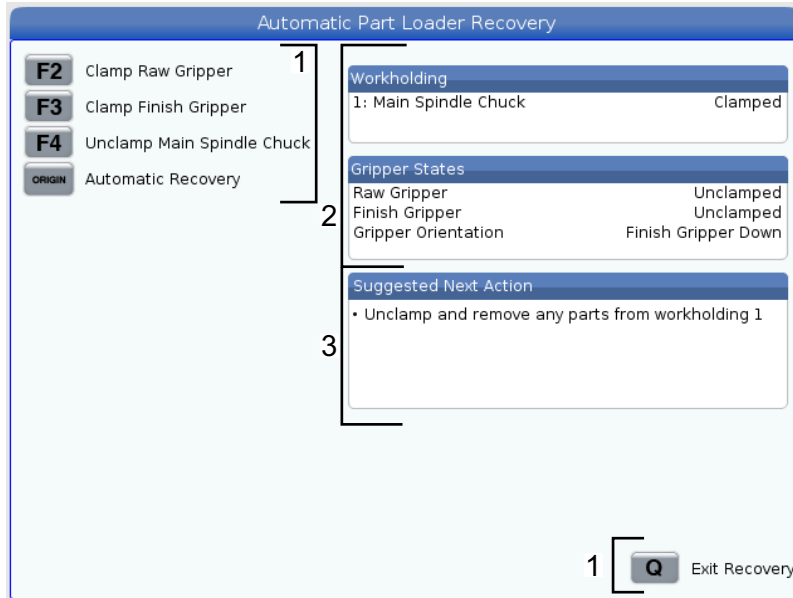 Automatic Part Loader Recovery
F2 Clamp Raw Gripper
F3 Clamp Finish Gripper
F4 Unclamp Main Spindle Chuck
ORIGIN Automatic Recovery
1
2
Workholding
1: Main Spindle Chuck Clamped
Gripper States
Raw Gripper Unclamped
Finish Gripper Unclamped
Gripper Orientation Finish Gripper Down
3
Suggested Next Action
• Unclamp and remove any parts from workholding 1
1
Q Exit Recovery